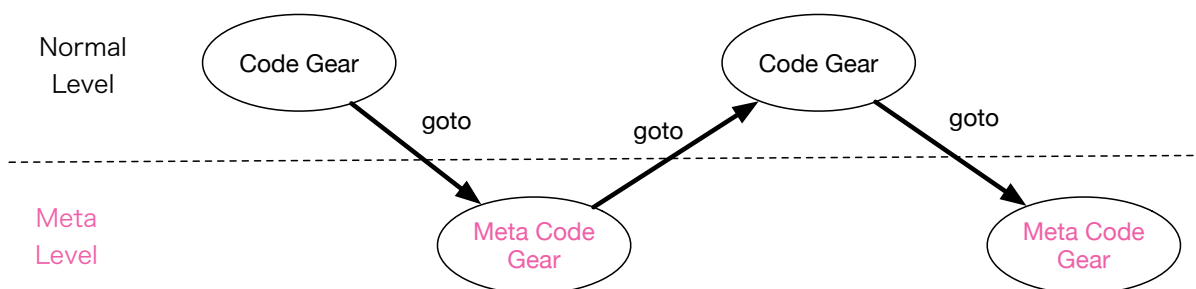 Normal
Level
Code Gear
goto
goto
Code Gear
goto
Meta
Level
Meta Code
Gear
Meta Code
Gear